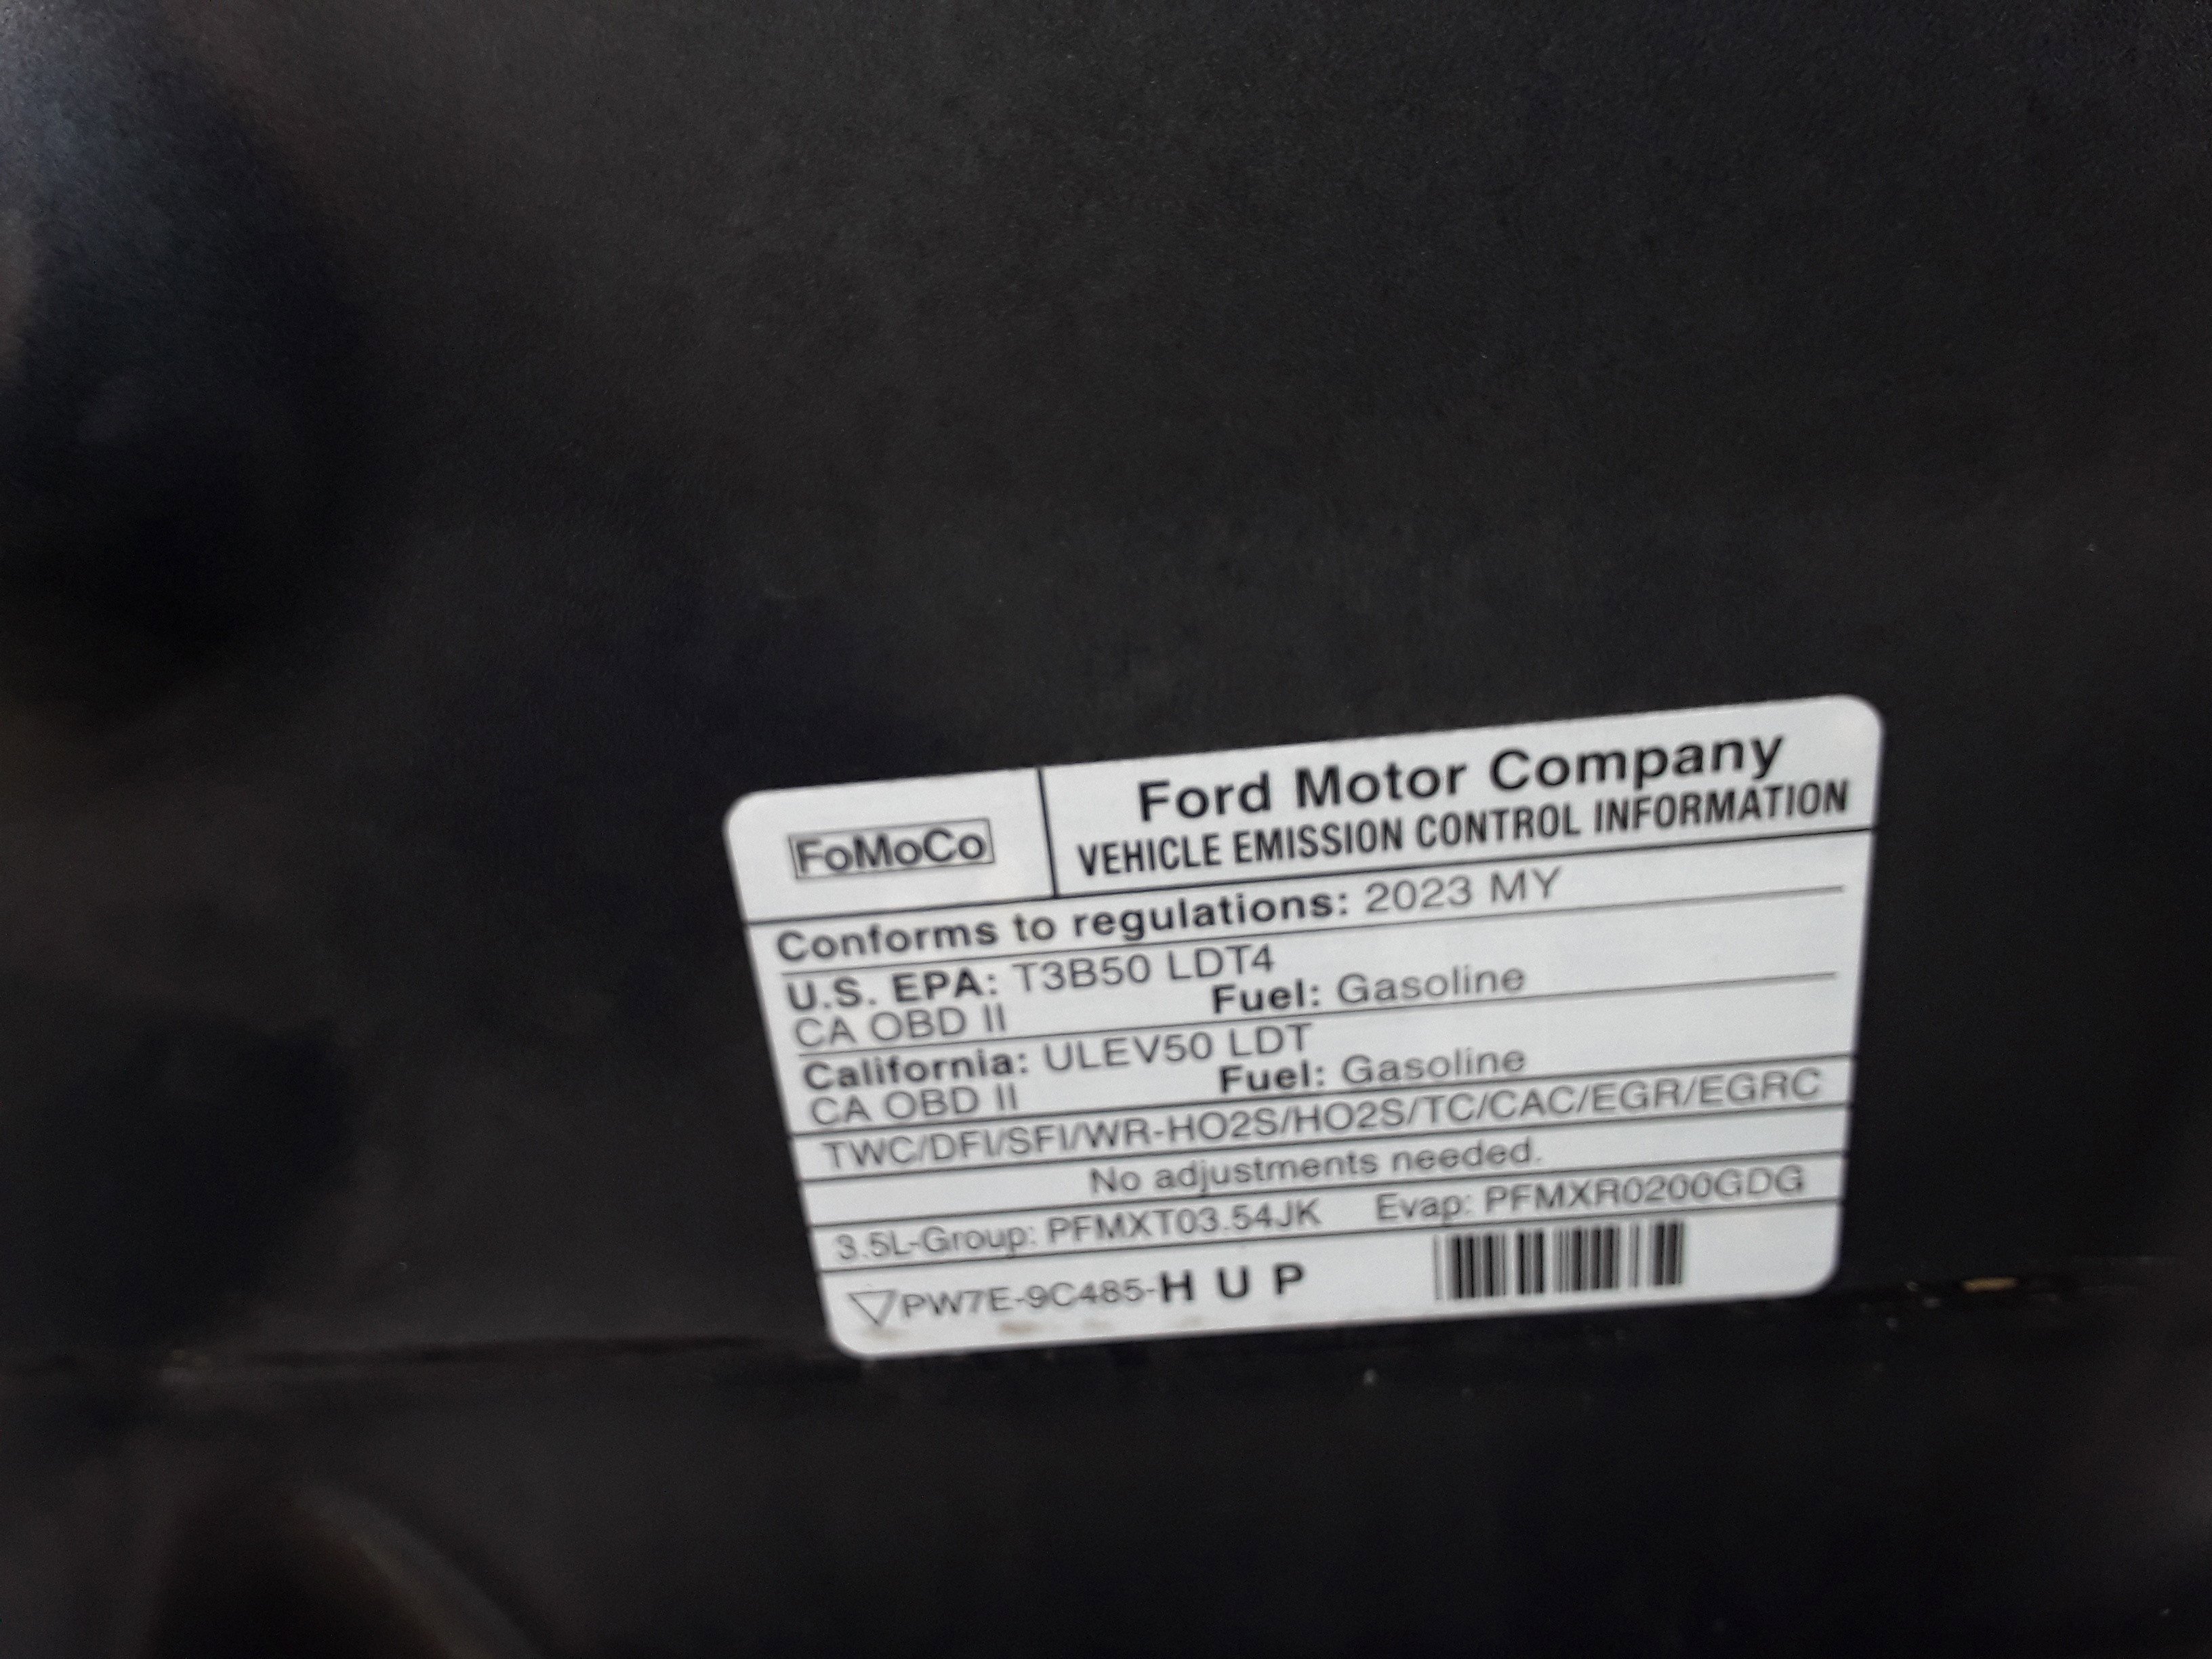 FoMoCo
Ford Motor Company
VEHICLE EMISSION CONTROL INFORMATION
Conforms to regulations: 2023 MY
U.S. EPA: T3B50 LDT4
CA OBD II Fuel: Gasoline
California: ULEV50 LDT
CA OBD II Fuel: Gasoline
TWC/DFI/SFI/WR-HO2S/HO2S/TC/CAC/EGR/EGRC
No adjustments needed.
3.5L-Group: PFMXT03.54JK Evap: PFMXR0200GDG
PW7E-9C485-H U P